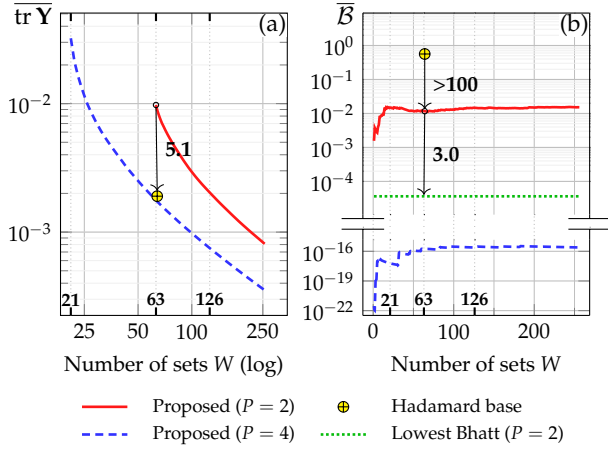 tr Y (a)
10⁻²
5.1
10⁻³
21 63 126
25 50 100 250
Number of sets W (log)
B (b)
10⁰
10⁻¹
10⁻²
10⁻³
10⁻⁴
>100
3.0
10⁻¹⁶
10⁻¹⁹
10⁻²²
21 63 126
0 100 200
Number of sets W
Proposed (P = 2) Hadamard base
Proposed (P = 4) Lowest Bhatt (P = 2)